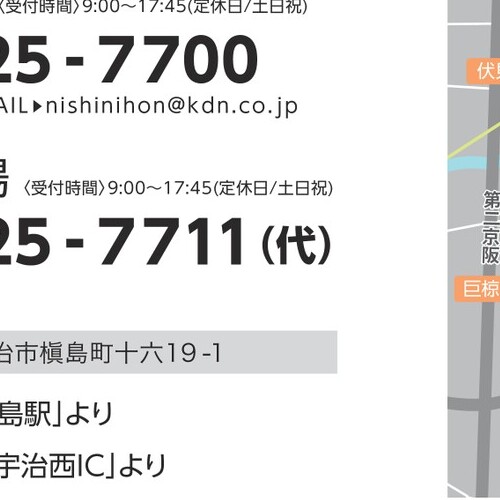 〈受付時間〉9:00～17:45(定休日/土日祝)
25-7700
AIL▶nishinihon@kdn.co.jp
場 〈受付時間〉9:00～17:45(定休日/土日祝)
25-7711(代)
治市槇島町十六19-1
島駅」より
宇治西IC」より
伏見
第二京阪
巨椋